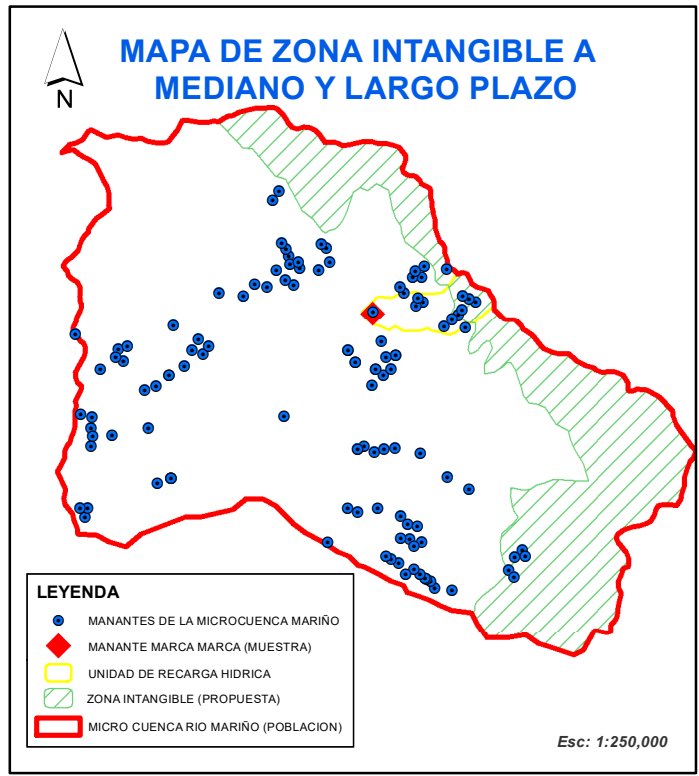 MAPA DE ZONA INTANGIBLE A
MEDIANO Y LARGO PLAZO
N
LEYENDA
MANANTES DE LA MICROCUENCA MARIÑO
MANANTE MARCA MARCA (MUESTRA)
UNIDAD DE RECARGA HIDRICA
ZONA INTANGIBLE (PROPUESTA)
MICRO CUENCA RIO MARIÑO (POBLACION)
Esc: 1:250,000